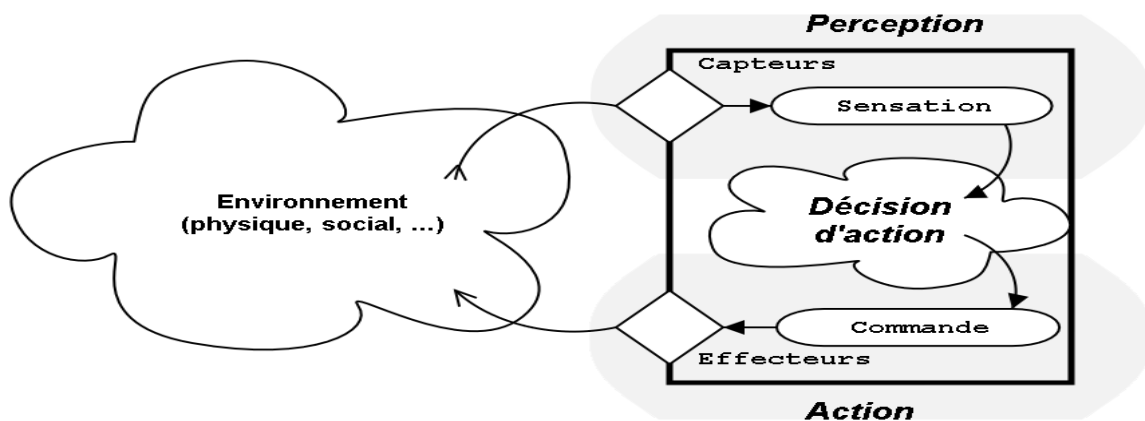 Perception
Capteurs
Sensation
Environnement
(physique, social, ...)
Décision
d'action
Commande
Effecteurs
Action